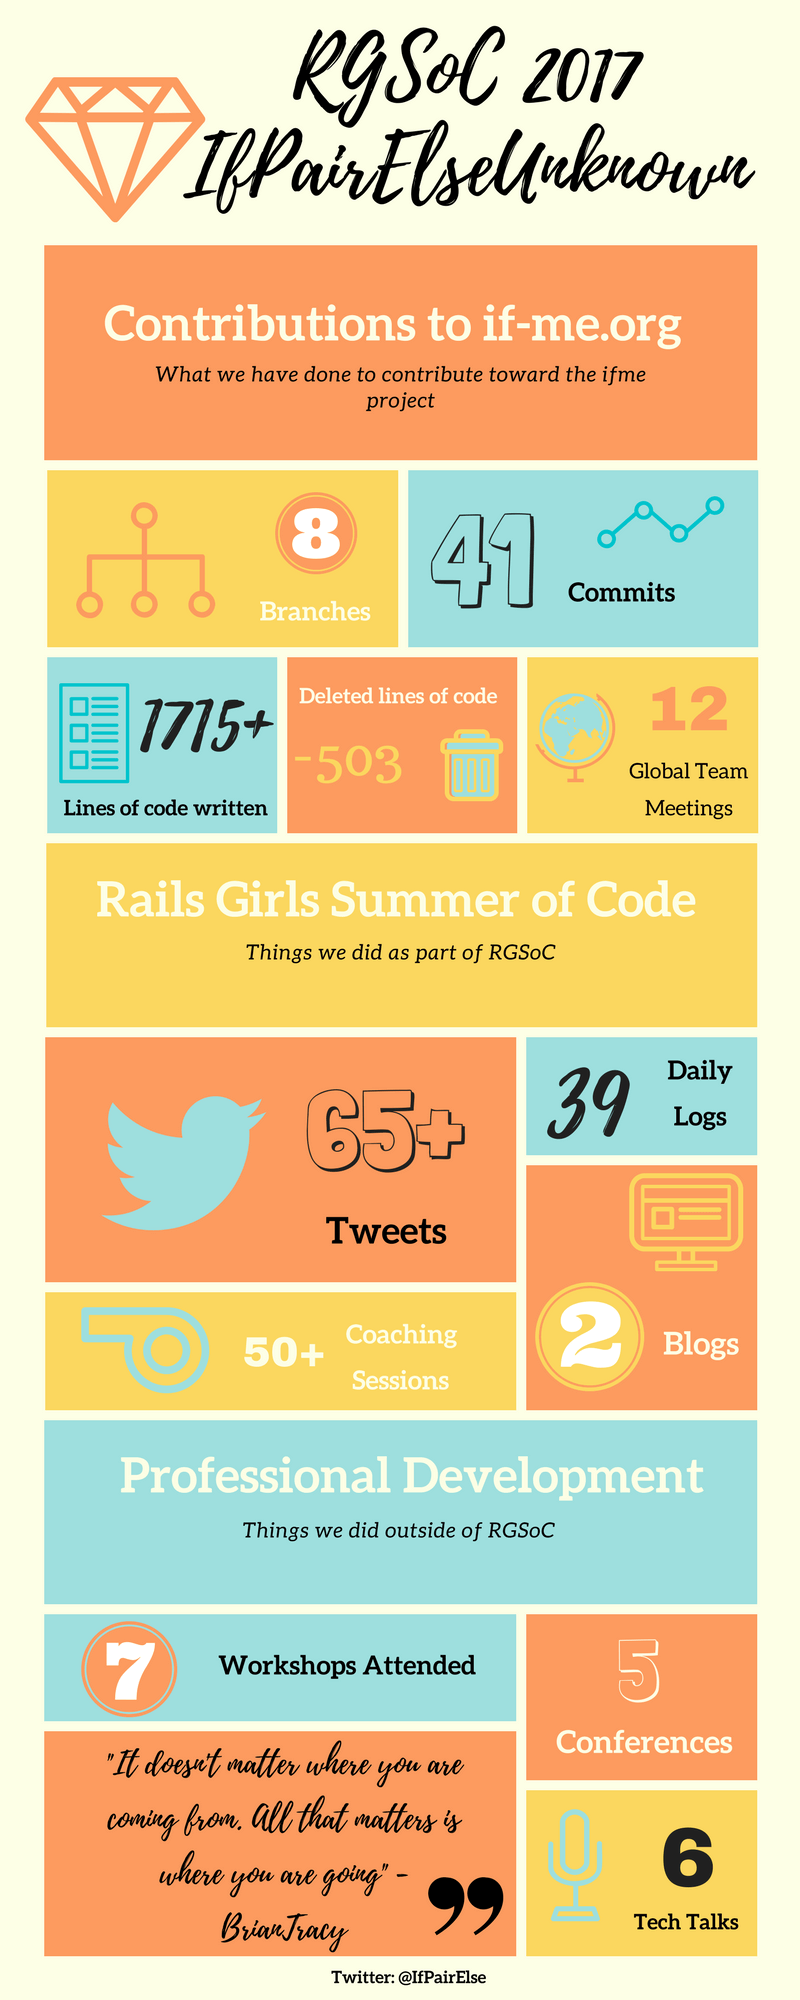 RGSoC 2017
IfPairElseUnknown
Contributions to if-me.org
What we have done to contribute toward the ifme
project
8
Branches
41
Commits
1715+
Lines of code written
Deleted lines of code
-503
12
Global Team
Meetings
Rails Girls Summer of Code
Things we did as part of RGSoC
65+
Tweets
39
Daily
Logs
50+
Coaching
Sessions
2
Blogs
Professional Development
Things we did outside of RGSoC
7
Workshops Attended
5
Conferences
"It doesn't matter where you are
coming from. All that matters is
where you are going" -
BrianTracy
6
Tech Talks
Twitter: @IfPairElse